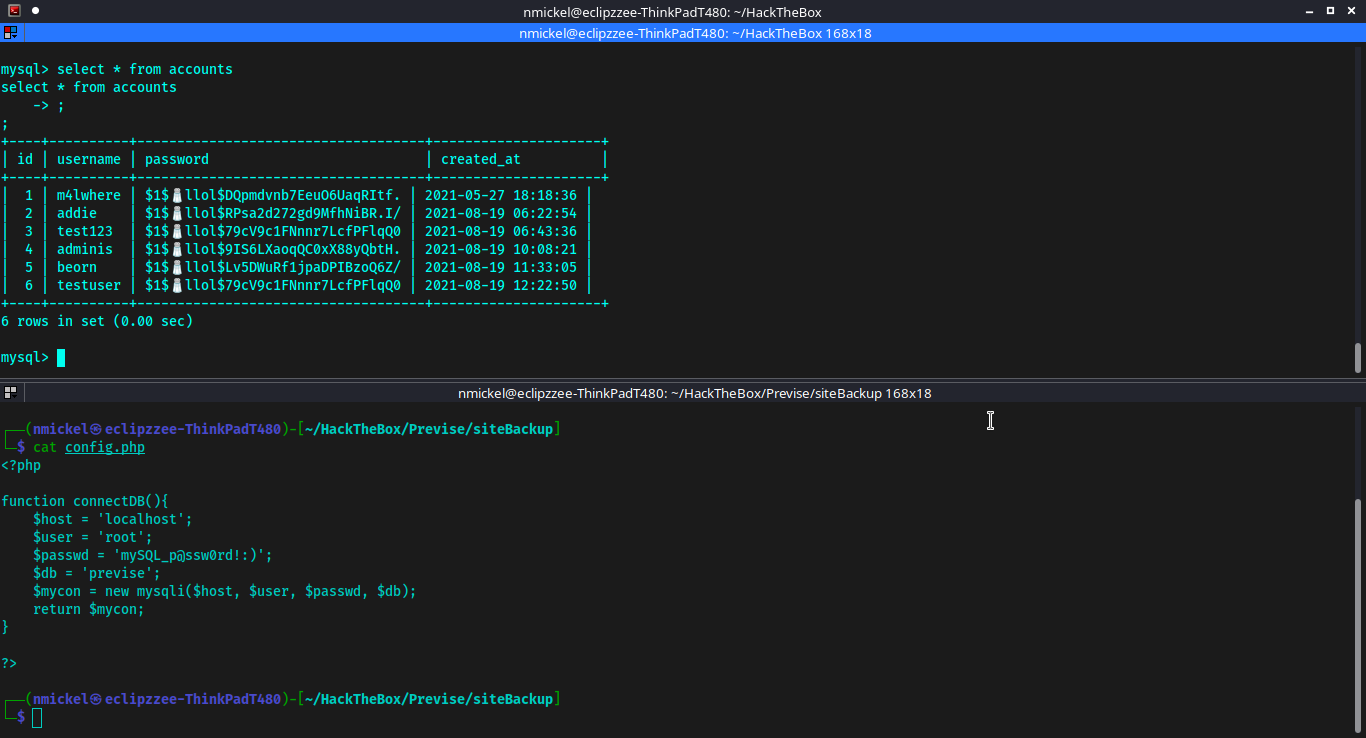 nmickel@eclipzzee-ThinkPadT480: ~/HackTheBox
nmickel@eclipzzee-ThinkPadT480: ~/HackTheBox 168x18
mysql> select * from accounts
select * from accounts
    -> ;
;
+----+----------+------------------------------------+---------------------+
| id | username | password                           | created_at          |
+----+----------+------------------------------------+---------------------+
|  1 | m4lwhere | $1$🧂llol$DQpmdvnb7EeuO6UaqRItf. | 2021-05-27 18:18:36 |
|  2 | addie    | $1$🧂llol$RPsa2d272gd9MfhNiBR.I/ | 2021-08-19 06:22:54 |
|  3 | test123  | $1$🧂llol$79cV9c1FNnnr7LcfPFlqQ0 | 2021-08-19 06:43:36 |
|  4 | adminis  | $1$🧂llol$9IS6LXaoqQC0xX88yQbtH. | 2021-08-19 10:08:21 |
|  5 | beorn    | $1$🧂llol$Lv5DWuRf1jpaDPIBzoQ6Z/ | 2021-08-19 11:33:05 |
|  6 | testuser | $1$🧂llol$79cV9c1FNnnr7LcfPFlqQ0 | 2021-08-19 12:22:50 |
+----+----------+------------------------------------+---------------------+
6 rows in set (0.00 sec)
mysql>
nmickel@eclipzzee-ThinkPadT480: ~/HackTheBox/Previse/siteBackup 168x18
┌──(nmickel㉿eclipzzee-ThinkPadT480)-[~/HackTheBox/Previse/siteBackup]
└─$ cat config.php
<?php
function connectDB(){
    $host = 'localhost';
    $user = 'root';
    $passwd = 'mySQL_p@ssw0rd!:)';
    $db = 'previse';
    $mycon = new mysqli($host, $user, $passwd, $db);
    return $mycon;
}
?>
┌──(nmickel㉿eclipzzee-ThinkPadT480)-[~/HackTheBox/Previse/siteBackup]
└─$